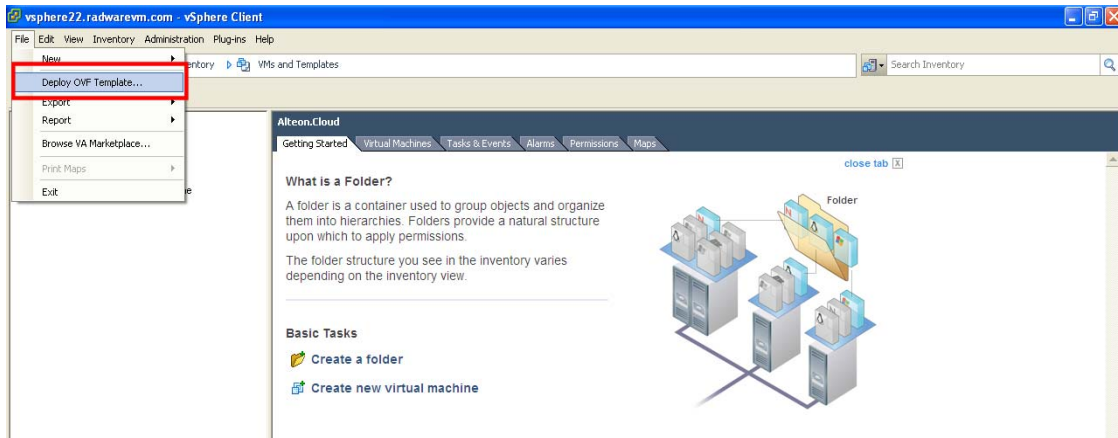 vsphere22.radwarevm.com - vSphere Client
File Edit View Inventory Administration Plug-ins Help
New
entory VMs and Templates
Search Inventory
Deploy OVF Template...
Export
Report
Browse VA Marketplace...
Print Maps
Exit
e
Alteon.Cloud
Getting Started Virtual Machines Tasks & Events Alarms Permissions Maps
close tab X
What is a Folder?
A folder is a container used to group objects and organize
them into hierarchies. Folders provide a natural structure
upon which to apply permissions.
The folder structure you see in the inventory varies
depending on the inventory view.
Folder
Basic Tasks
Create a folder
Create new virtual machine